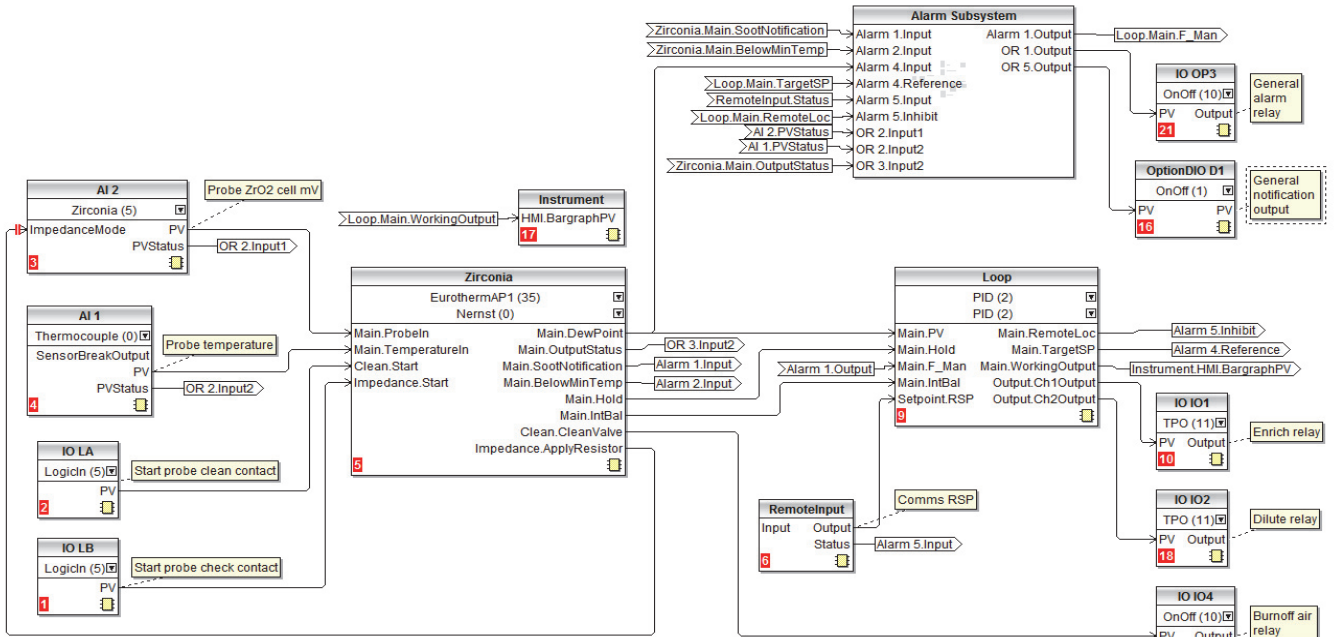 Alarm Subsystem
Zirconia.Main.SootNotification
Alarm 1.Input
Alarm 1.Output
Loop.Main.F_Man
Zirconia.Main.BelowMinTemp
Alarm 2.Input
OR 1.Output
Alarm 4.Input
OR 5.Output
Loop.Main.TargetSP
Alarm 4.Reference
RemoteInput.Status
Alarm 5.Input
Loop.Main.RemoteLoc
Alarm 5.Inhibit
AI 2.PVStatus
OR 2.Input1
AI 1.PVStatus
OR 2.Input2
Zirconia.Main.OutputStatus
OR 3.Input2
IO OP3
OnOff (10)
PV Output
21
General
alarm
relay
OptionDIO D1
OnOff (1)
PV PV
16
General
notification
output
AI 2
Zirconia (5)
ImpedanceMode PV
PVStatus
3
Probe ZrO2 cell mV
OR 2.Input1
Instrument
Loop.Main.WorkingOutput
HMI.BargraphPV
17
AI 1
Thermocouple (0)
SensorBreakOutput
PV
PVStatus
4
Probe temperature
OR 2.Input2
Zirconia
EurothermAP1 (35)
Nernst (0)
Main.ProbeIn Main.DewPoint
Main.TemperatureIn Main.OutputStatus
Clean.Start Main.SootNotification
Impedance.Start Main.BelowMinTemp
Main.Hold
Main.IntBal
Clean.CleanValve
Impedance.ApplyResistor
5
OR 3.Input2
Alarm 1.Input
Alarm 2.Input
Loop
PID (2)
PID (2)
Main.PV Main.RemoteLoc
Main.Hold Main.TargetSP
Main.F_Man Main.WorkingOutput
Main.IntBal Output.Ch1Output
Setpoint.RSP Output.Ch2Output
9
Alarm 1.Output
Alarm 5.Inhibit
Alarm 4.Reference
Instrument.HMI.BargraphPV
IO IO1
TPO (11)
PV Output
10
Enrich relay
IO LA
LogicIn (5)
PV
2
Start probe clean contact
IO LB
LogicIn (5)
PV
1
Start probe check contact
RemoteInput
Input Output
Status
6
Comms RSP
Alarm 5.Input
IO IO2
TPO (11)
PV Output
18
Dilute relay
IO IO4
OnOff (10)
PV Output
Burnoff air
relay